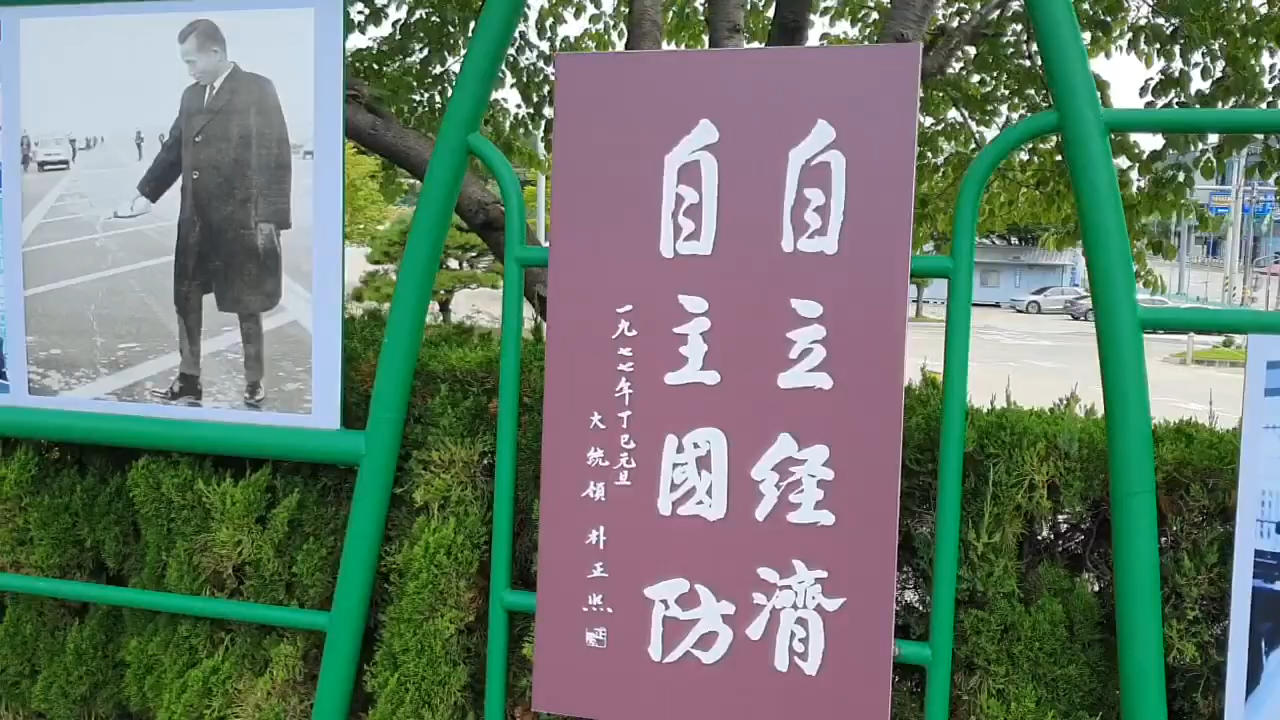 自立経濟
自主國防
一九七七年丁巳元旦
大統領 朴正熙